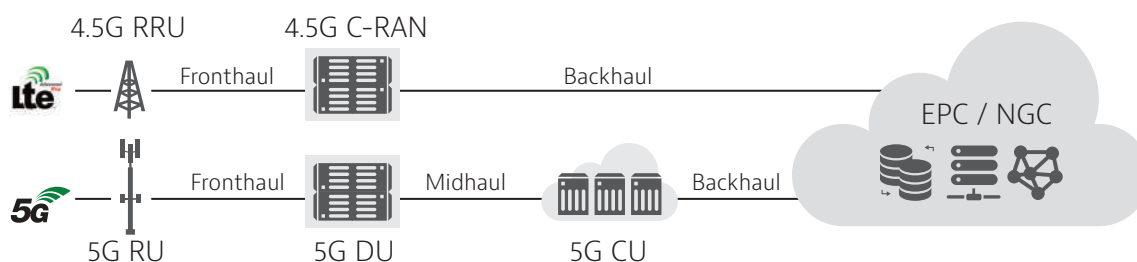 4.5G RRU
4.5G C-RAN
Fronthaul
Backhaul
lte
EPC / NGC
5G
Fronthaul
Midhaul
Backhaul
5G RU
5G DU
5G CU